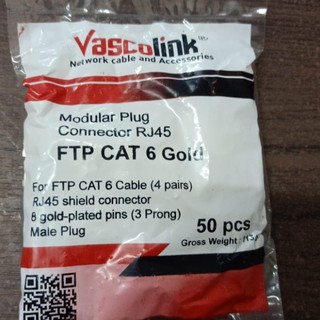 Vascolink
Network cable and Accessories
Modular Plug
Connector RJ45
FTP CAT 6 Gold
For FTP CAT 6 Cable (4 pairs)
RJ45 shield connector
8 gold-plated pins (3 Prong)
Male Plug
50 pcs
Gross Weight :